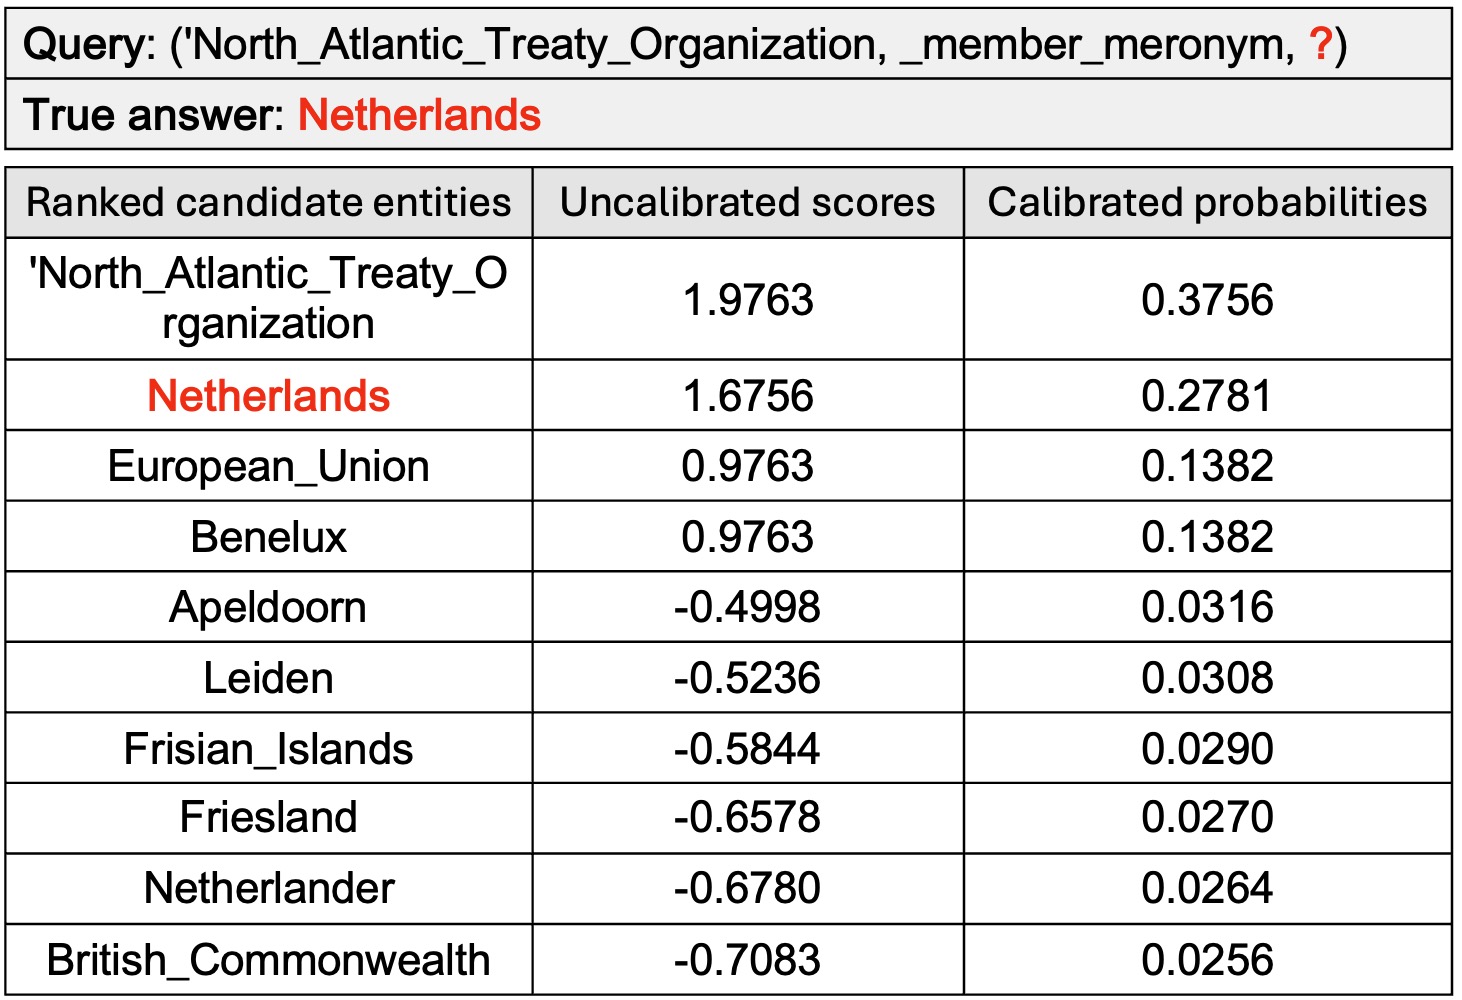 Query: ('North_Atlantic_Treaty_Organization, _member_meronym, ?)
True answer: Netherlands
Ranked candidate entities Uncalibrated scores Calibrated probabilities
'North_Atlantic_Treaty_O
rganization 1.9763 0.3756
Netherlands 1.6756 0.2781
European_Union 0.9763 0.1382
Benelux 0.9763 0.1382
Apeldoorn -0.4998 0.0316
Leiden -0.5236 0.0308
Frisian_Islands -0.5844 0.0290
Friesland -0.6578 0.0270
Netherlander -0.6780 0.0264
British_Commonwealth -0.7083 0.0256